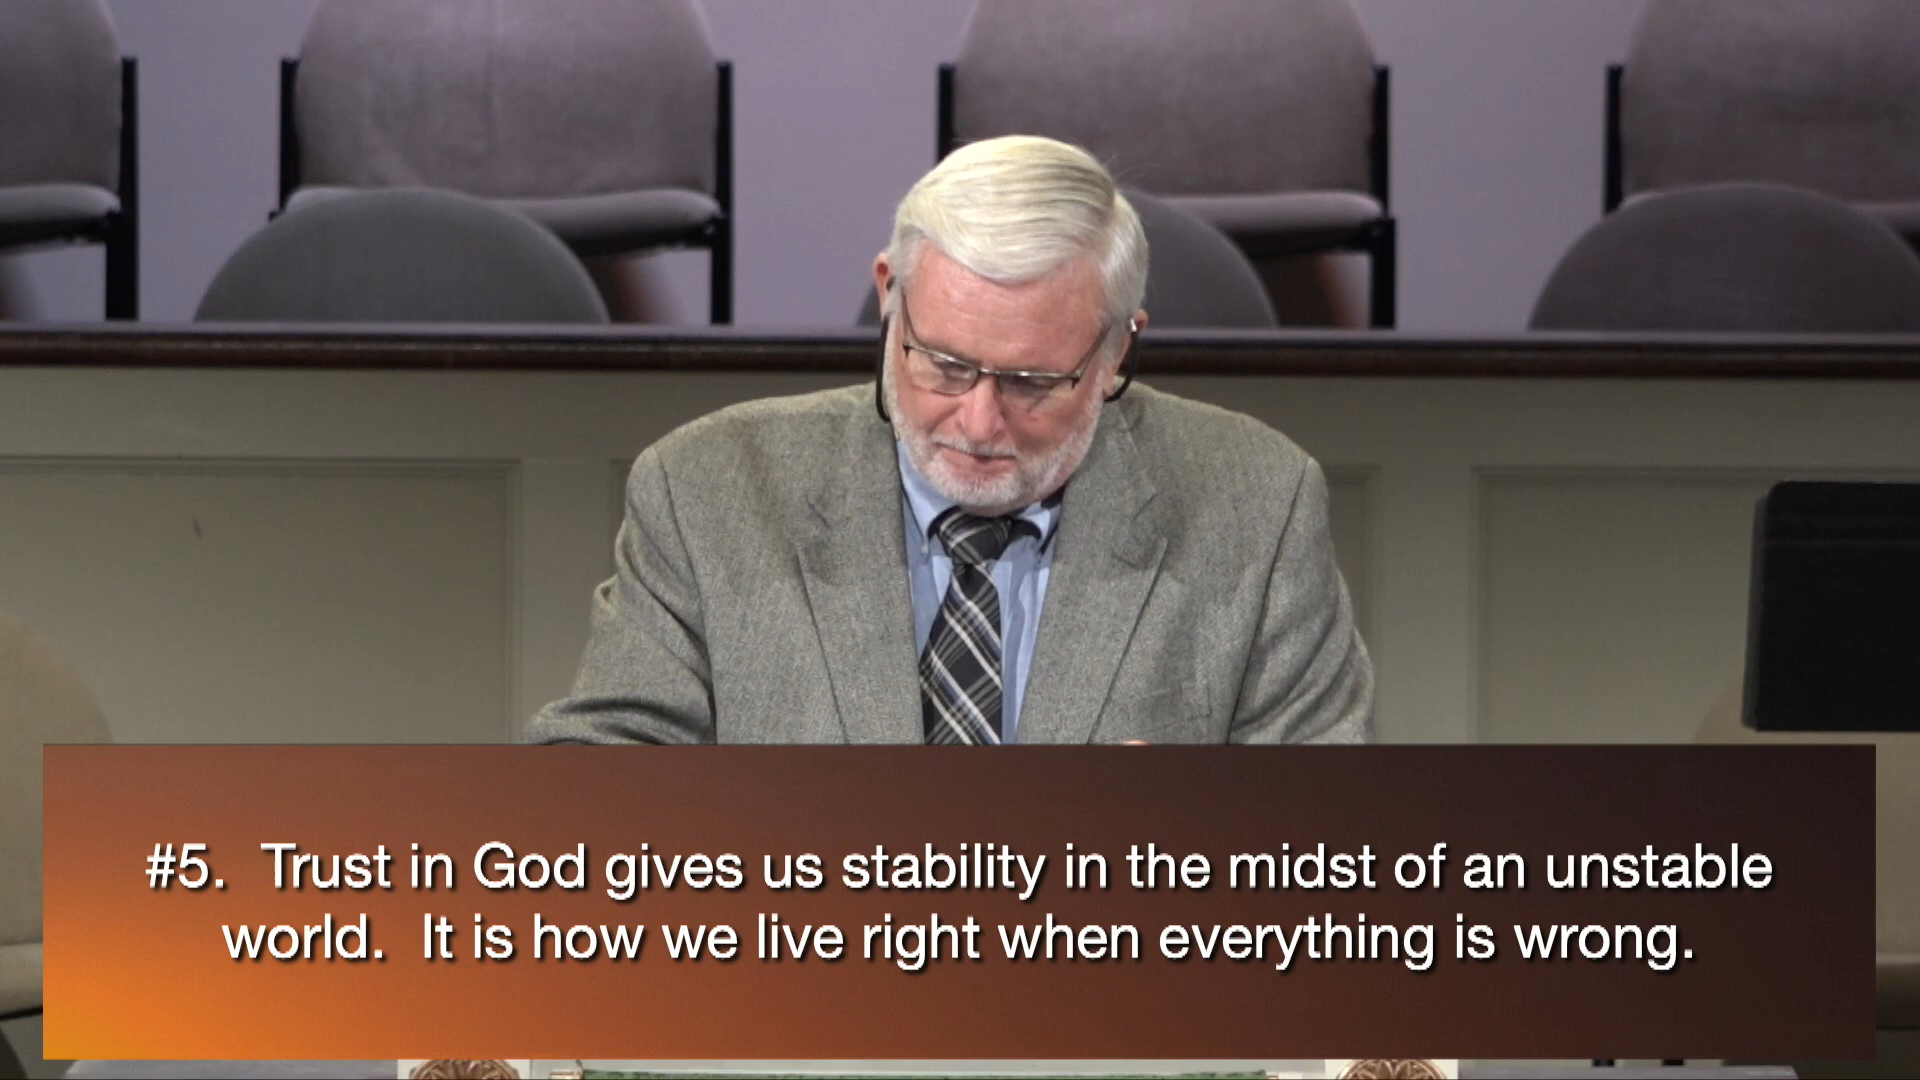 #5.  Trust in God gives us stability in the midst of an unstable
world.  It is how we live right when everything is wrong.